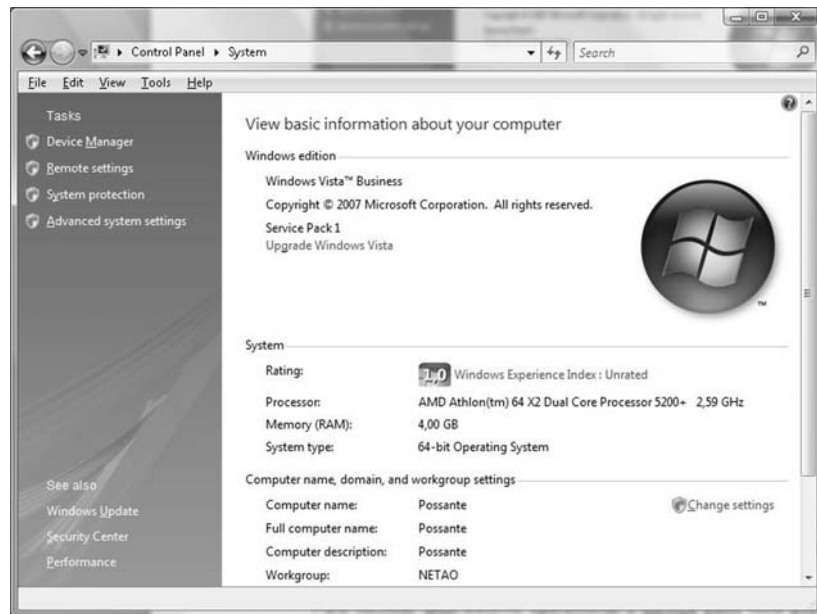 Control Panel ▸ System
Search
File Edit View Tools Help
Tasks
Device Manager
Remote settings
System protection
Advanced system settings
See also
Windows Update
Security Center
Performance
View basic information about your computer
Windows edition
Windows Vista™ Business
Copyright © 2007 Microsoft Corporation. All rights reserved.
Service Pack 1
Upgrade Windows Vista
TM
System
Rating: 1,0 Windows Experience Index : Unrated
Processor: AMD Athlon(tm) 64 X2 Dual Core Processor 5200+ 2,59 GHz
Memory (RAM): 4,00 GB
System type: 64-bit Operating System
Computer name, domain, and workgroup settings
Computer name: Possante Change settings
Full computer name: Possante
Computer description: Possante
Workgroup: NETAO